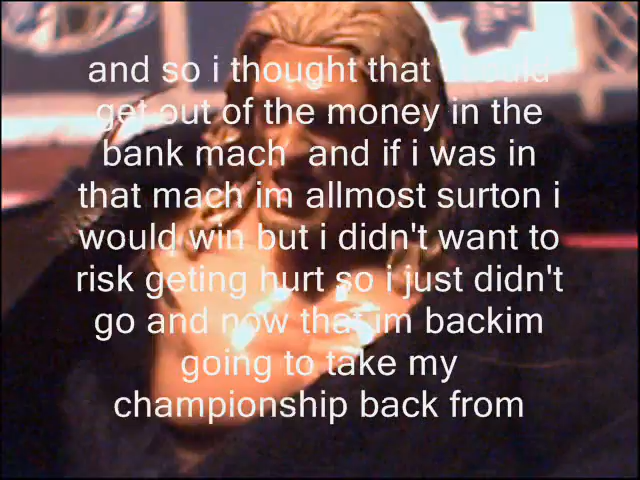 and so i thought that would
get out of the money in the
bank mach  and if i was in
that mach im allmost surton i
would win but i didn't want to
risk geting hurt so i just didn't
go and now that im backim
going to take my
championship back from